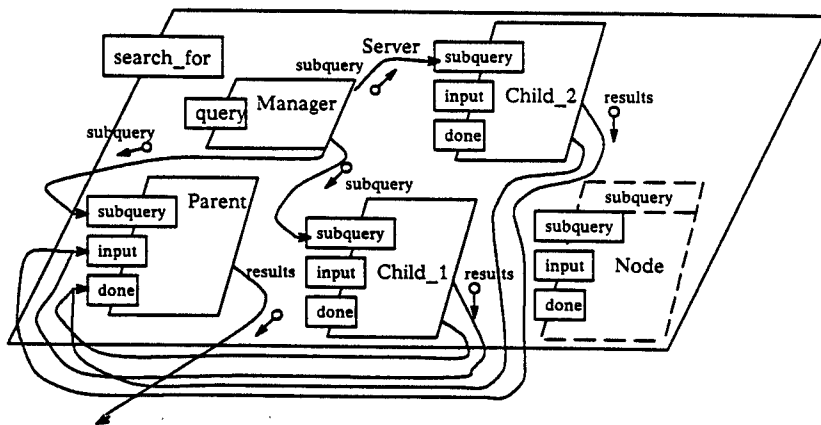 search_for
Server
subquery
subquery
input
done
Child_2
results
query
Manager
subquery
subquery
subquery
input
done
Parent
results
subquery
input
done
Child_1
results
subquery
subquery
input
done
Node